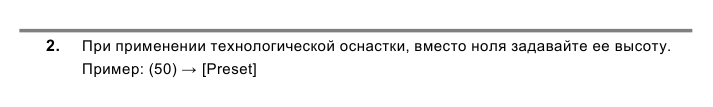 2. При применении технологической оснастки, вместо ноля задавайте ее высоту.
Пример: (50) → [Preset]